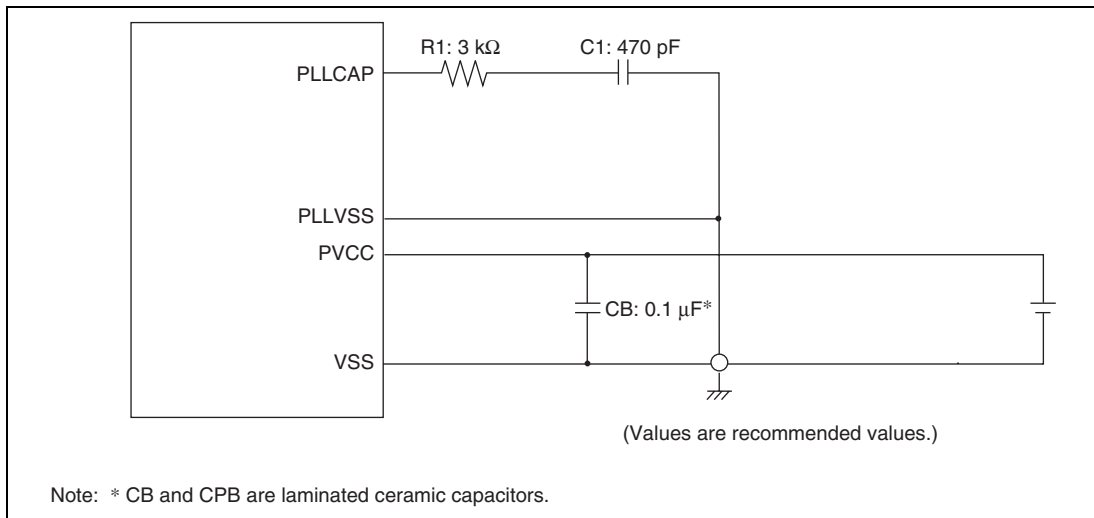 R1: 3 kΩ
C1: 470 pF
PLLCAP
PLLVSS
PVCC
CB: 0.1 μF*
VSS
(Values are recommended values.)
Note: * CB and CPB are laminated ceramic capacitors.